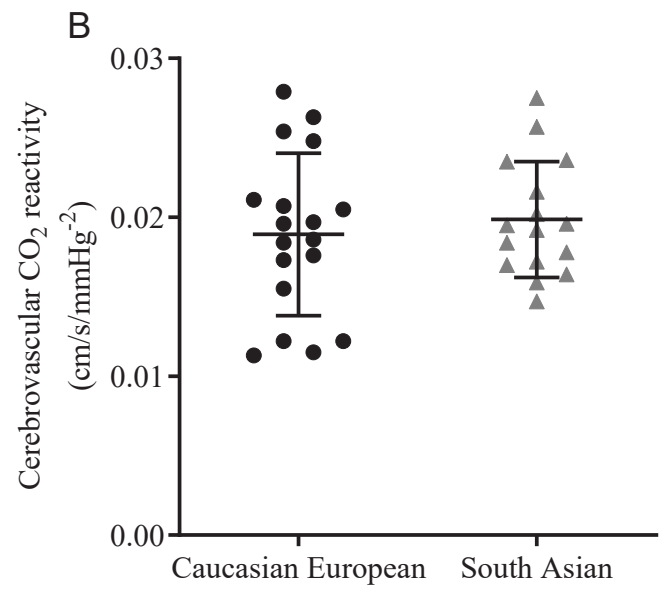 B
Cerebrovascular CO₂ reactivity
(cm/s/mmHg⁻²)
0.03
0.02
0.01
0.00
Caucasian European
South Asian